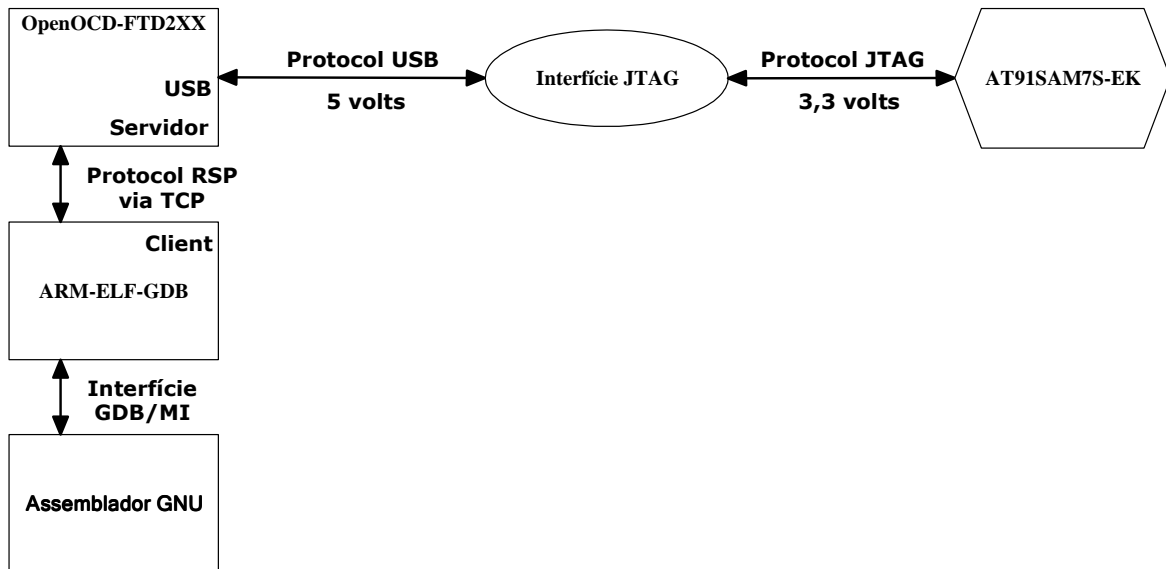 OpenOCD-FTD2XX
USB
Servidor
Protocol USB
5 volts
Interfície JTAG
Protocol JTAG
3,3 volts
AT91SAM7S-EK
Protocol RSP
via TCP
Client
ARM-ELF-GDB
Interfície
GDB/MI
Assemblador GNU